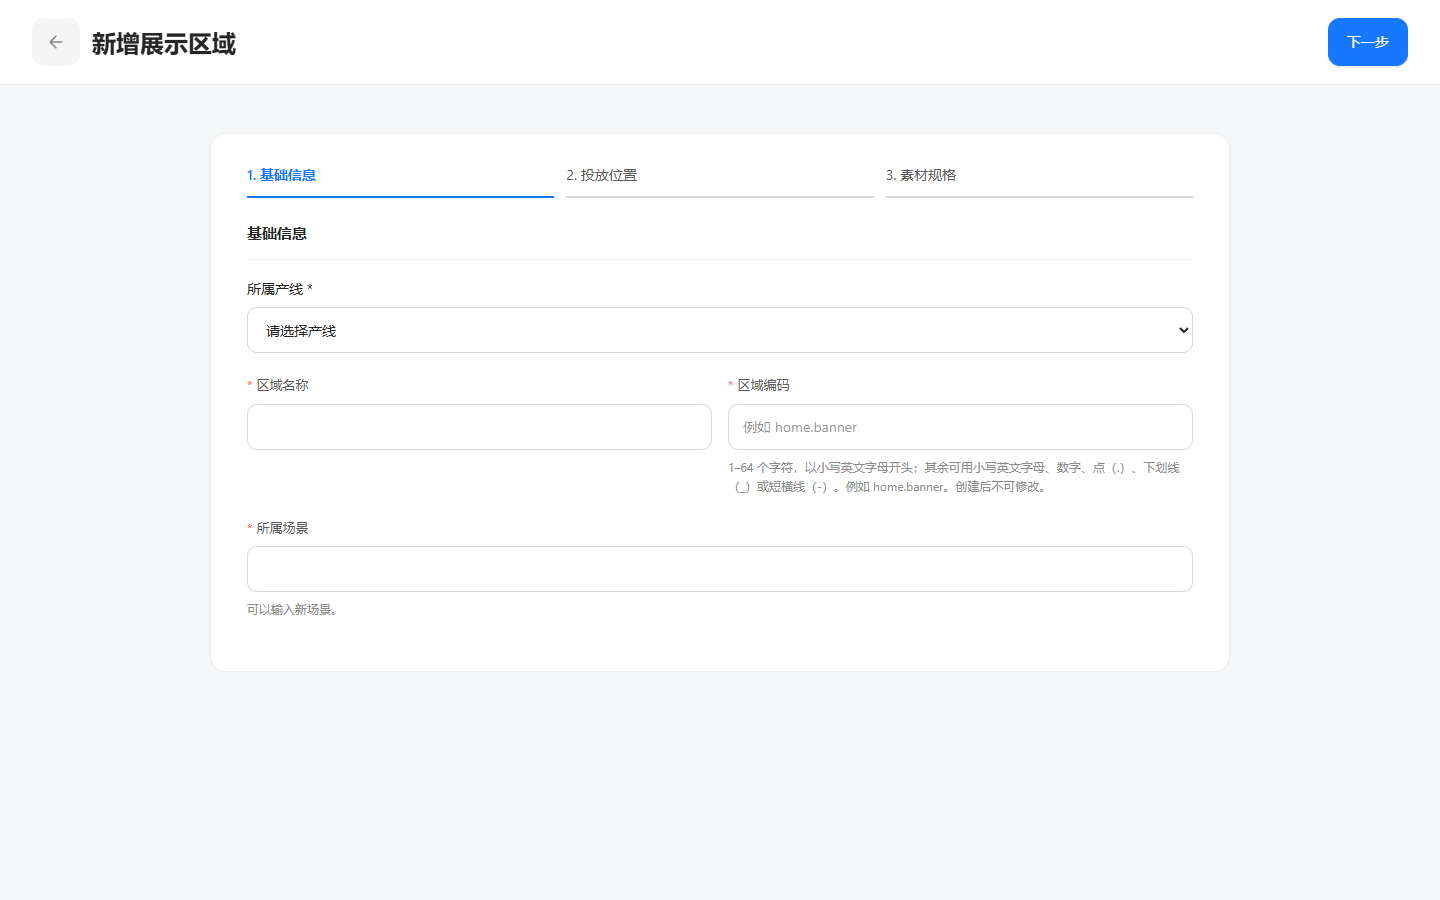 新增展示区域
下一步
1. 基础信息
2. 投放位置
3. 素材规格
基础信息
所属产线 *
请选择产线
* 区域名称
* 区域编码
例如 home.banner
1–64 个字符，以小写英文字母开头；其余可用小写英文字母、数字、点（.）、下划线
（_）或短横线（-）。例如 home.banner。创建后不可修改。
* 所属场景
可以输入新场景。